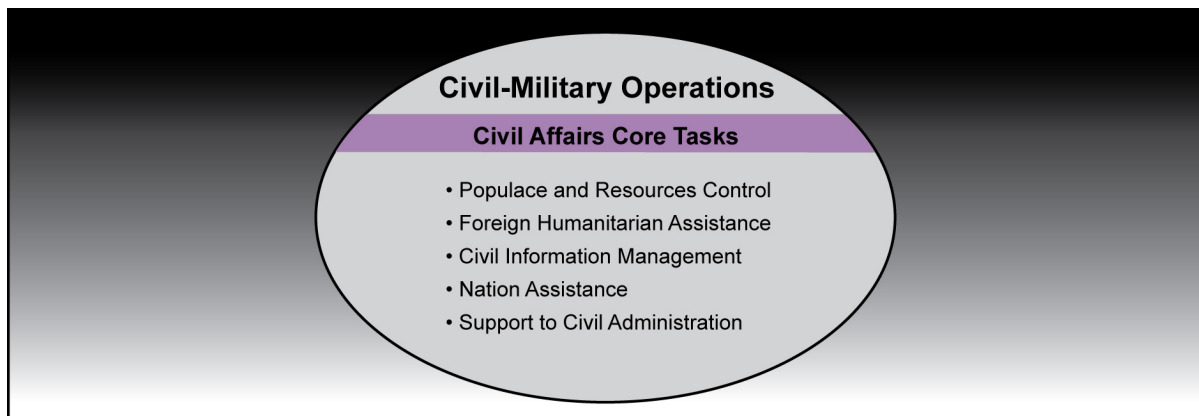 Civil-Military Operations
Civil Affairs Core Tasks
• Populace and Resources Control
• Foreign Humanitarian Assistance
• Civil Information Management
• Nation Assistance
• Support to Civil Administration